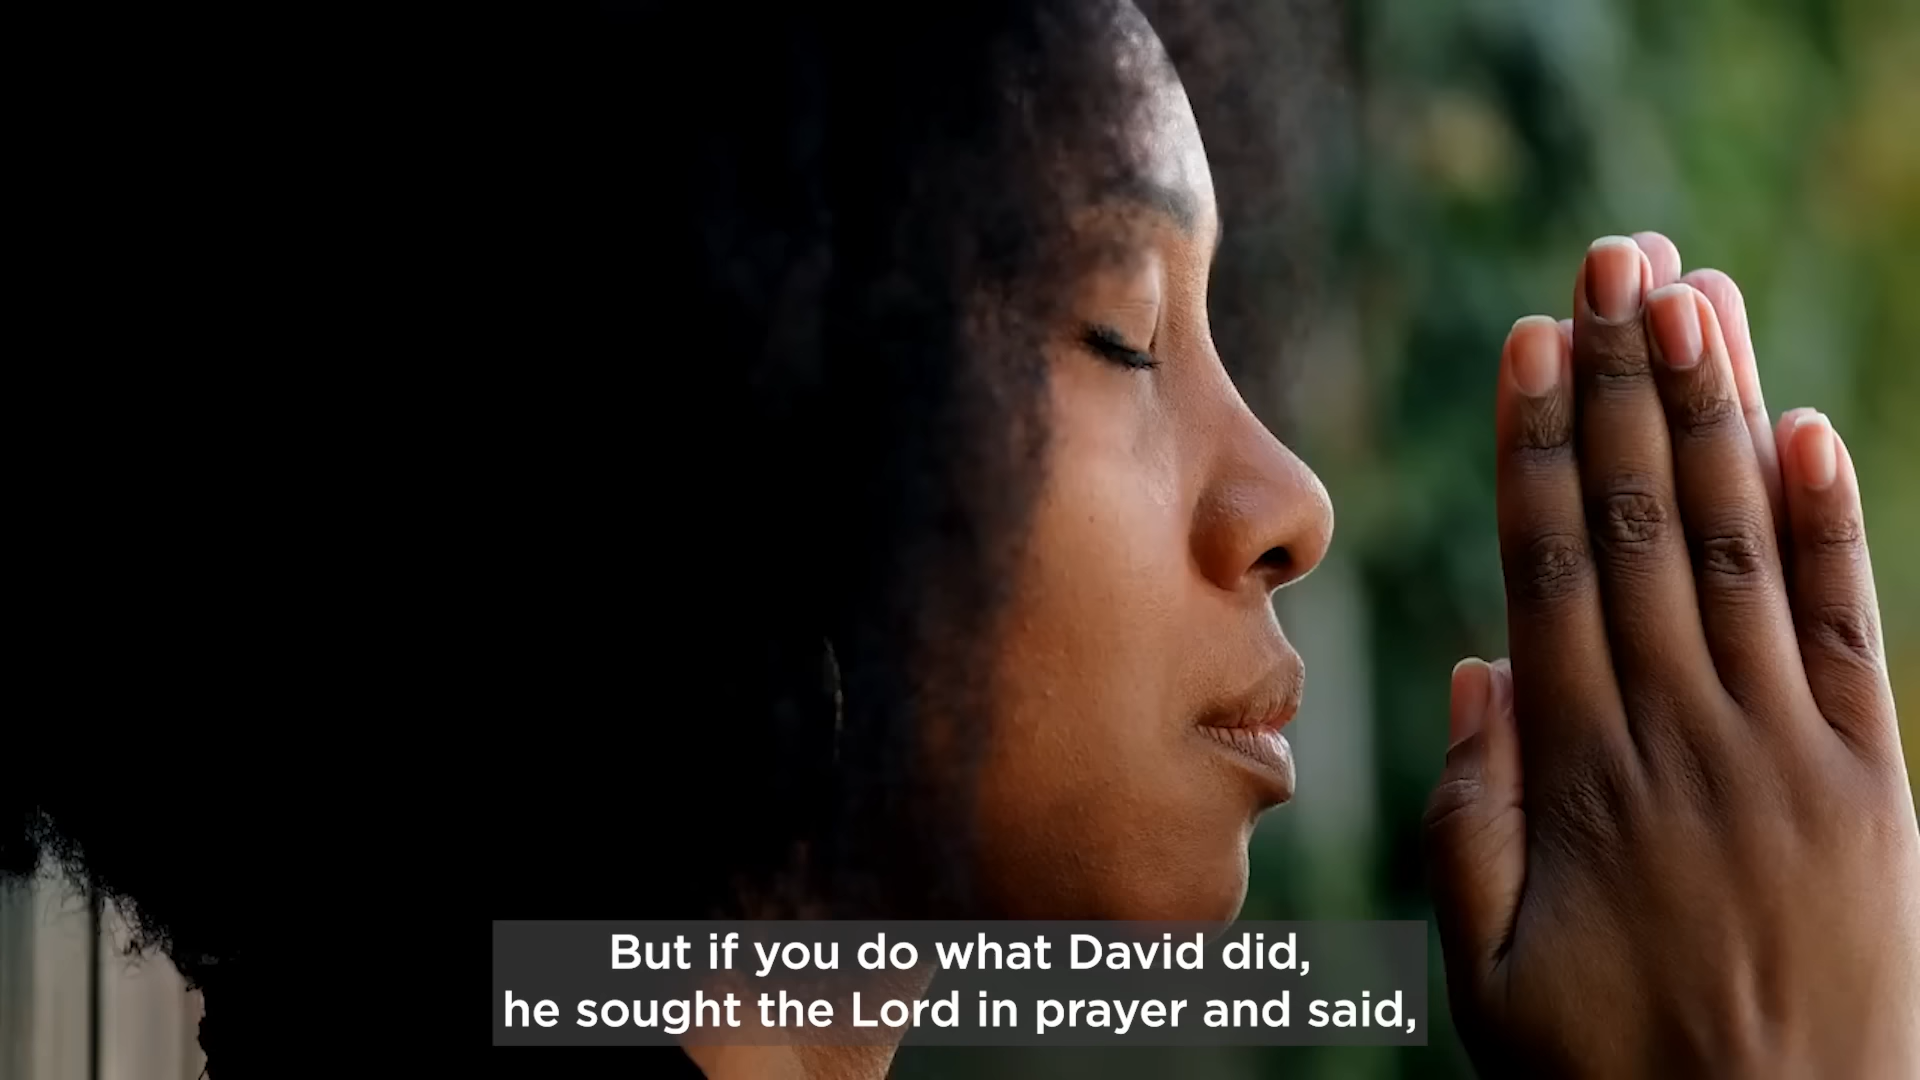 But if you do what David did,
he sought the Lord in prayer and said,